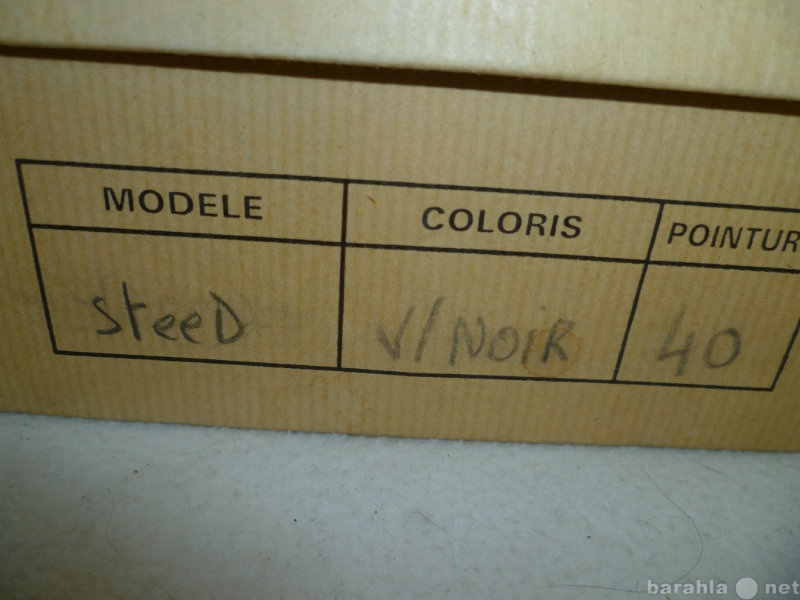 MODELE COLORIS POINTUR
steeD V/NOiR 40
barahla net